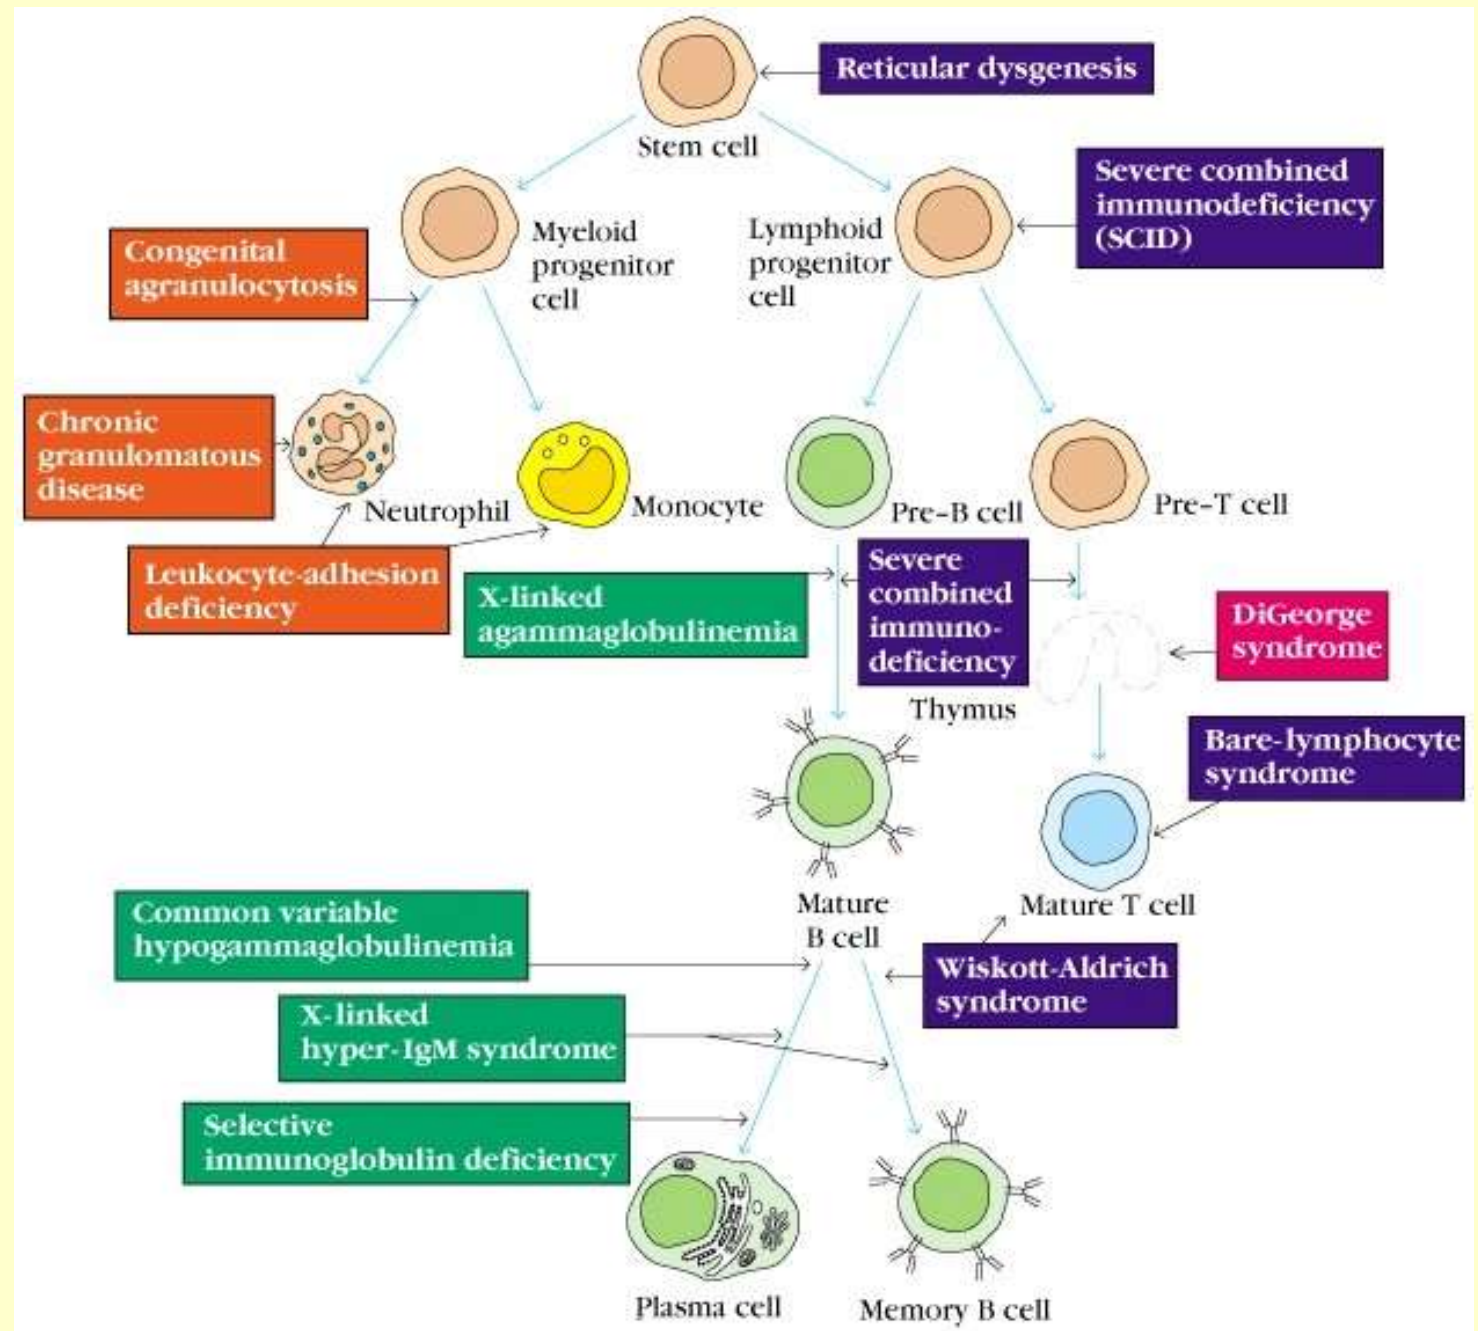 Reticular dysgenesis
Stem cell
Severe combined
immunodeficiency
(SCID)
Myeloid
progenitor
cell
Lymphoid
progenitor
cell
Congenital
agranulocytosis
Chronic
granulomatous
disease
Neutrophil
Monocyte
Pre-B cell
Pre-T cell
Leukocyte-adhesion
deficiency
X-linked
agammaglobulinemia
Severe
combined
immuno-
deficiency
DiGeorge
syndrome
Thymus
Bare-lymphocyte
syndrome
Mature
B cell
Mature T cell
Common variable
hypogammaglobulinemia
Wiskott-Aldrich
syndrome
X-linked
hyper-IgM syndrome
Selective
immunoglobulin deficiency
Plasma cell
Memory B cell